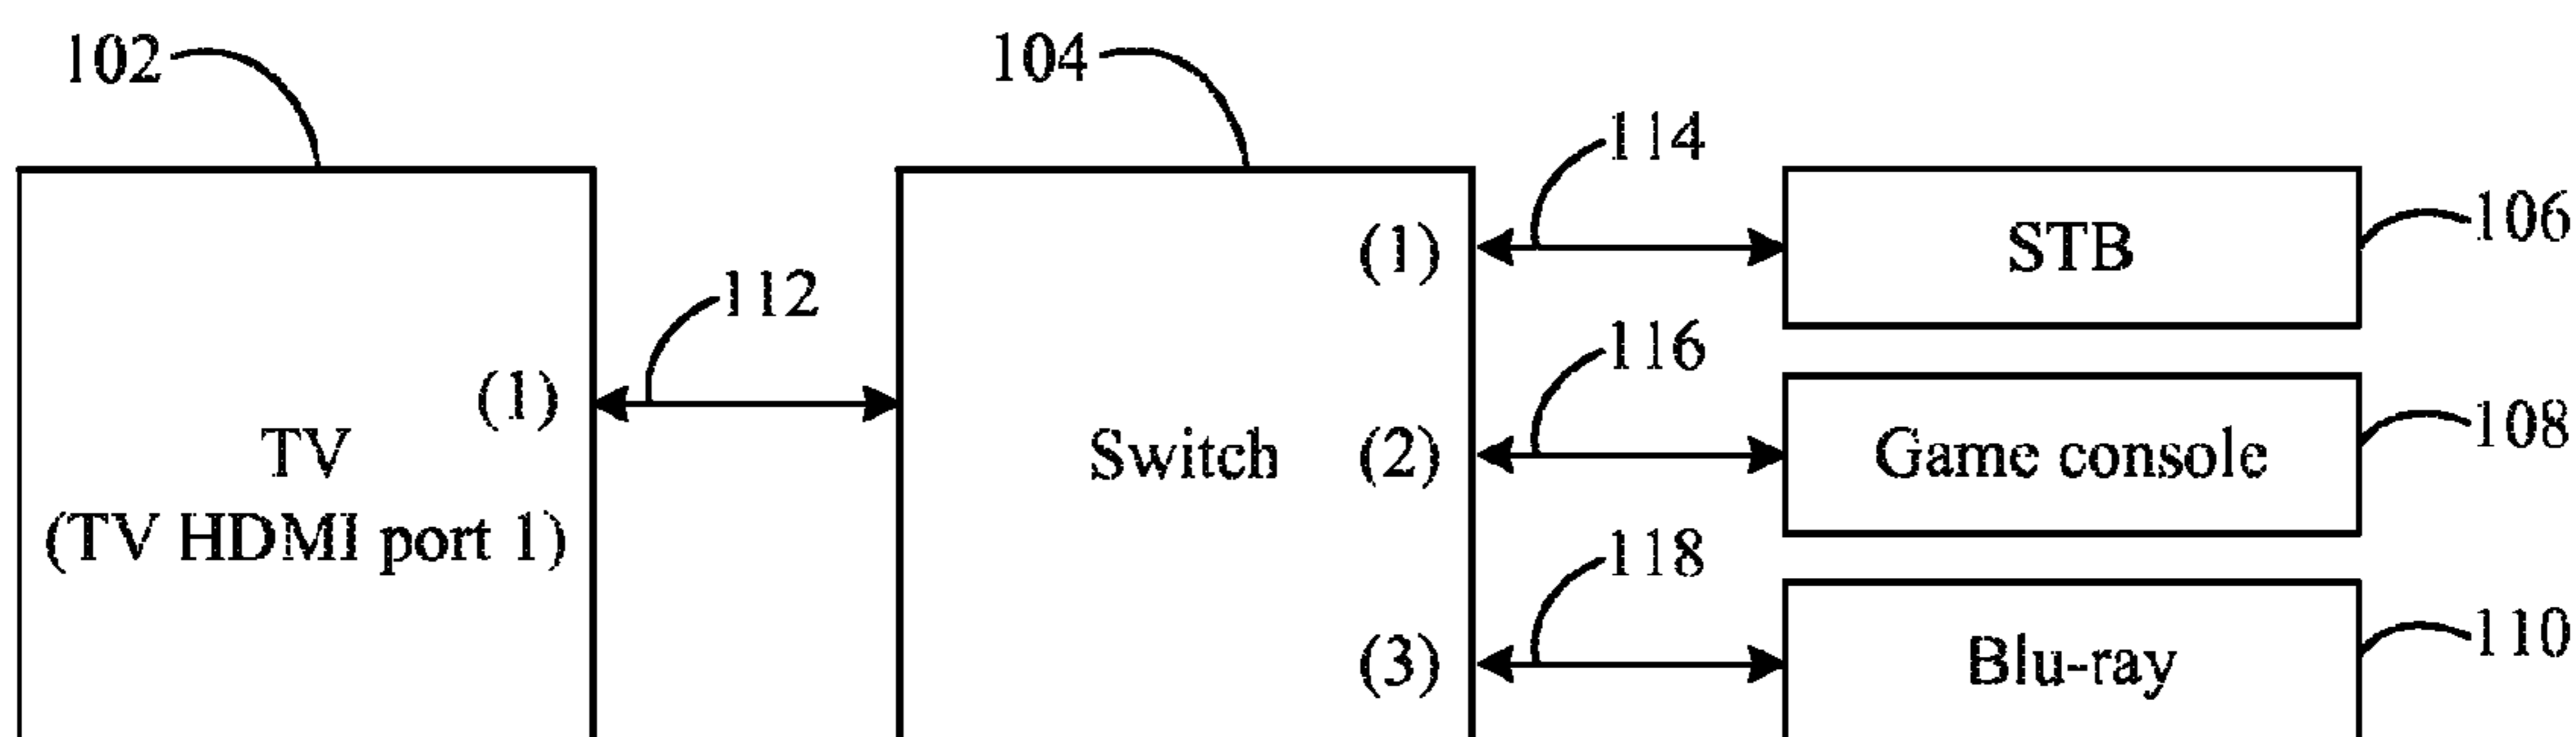 102
104
114
(1)
STB
106
112
116
(1)
TV
(TV HDMI port 1)
Switch
(2)
Game console
108
118
(3)
Blu-ray
110